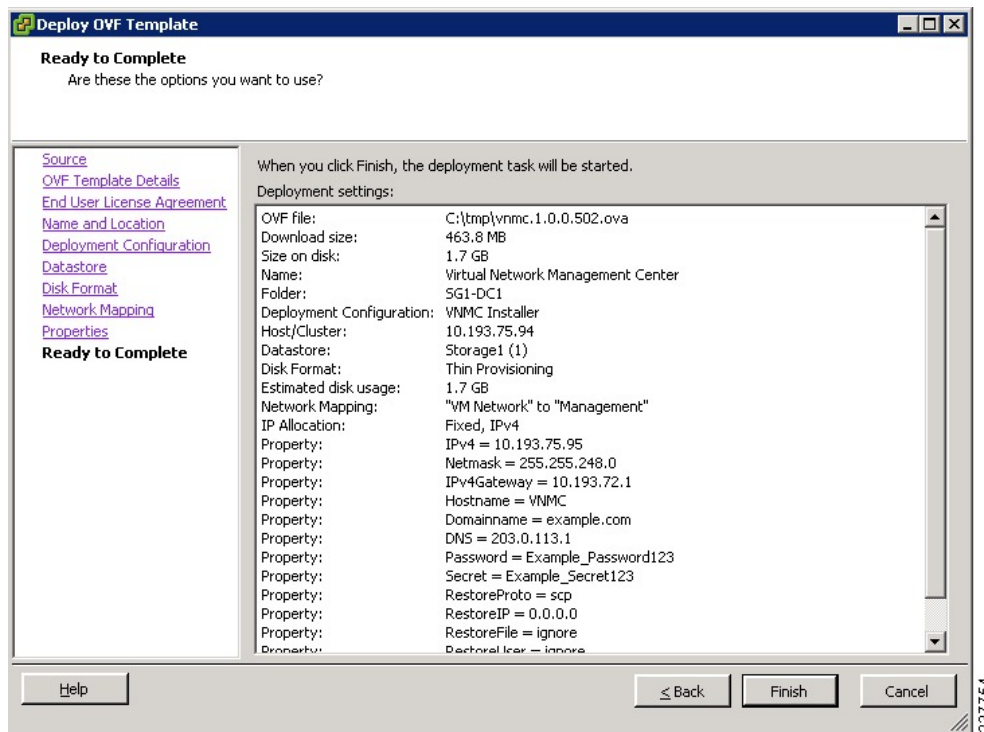 Deploy OVF Template
Ready to Complete
Are these the options you want to use?
Source
OVF Template Details
End User License Agreement
Name and Location
Deployment Configuration
Datastore
Disk Format
Network Mapping
Properties
Ready to Complete
When you click Finish, the deployment task will be started.
Deployment settings:
OVF file: C:\tmp\vnmc.1.0.0.502.ova
Download size: 463.8 MB
Size on disk: 1.7 GB
Name: Virtual Network Management Center
Folder: SG1-DC1
Deployment Configuration: VNMC Installer
Host/Cluster: 10.193.75.94
Datastore: Storage1 (1)
Disk Format: Thin Provisioning
Estimated disk usage: 1.7 GB
Network Mapping: "VM Network" to "Management"
IP Allocation: Fixed, IPv4
Property: IPv4 = 10.193.75.95
Property: Netmask = 255.255.248.0
Property: IPv4Gateway = 10.193.72.1
Property: Hostname = VNMC
Property: Domainname = example.com
Property: DNS = 203.0.113.1
Property: Password = Example_Password123
Property: Secret = Example_Secret123
Property: RestoreProto = scp
Property: RestoreIP = 0.0.0.0
Property: RestoreFile = ignore
Property: RestoreUser = ignore
Help
< Back
Finish
Cancel